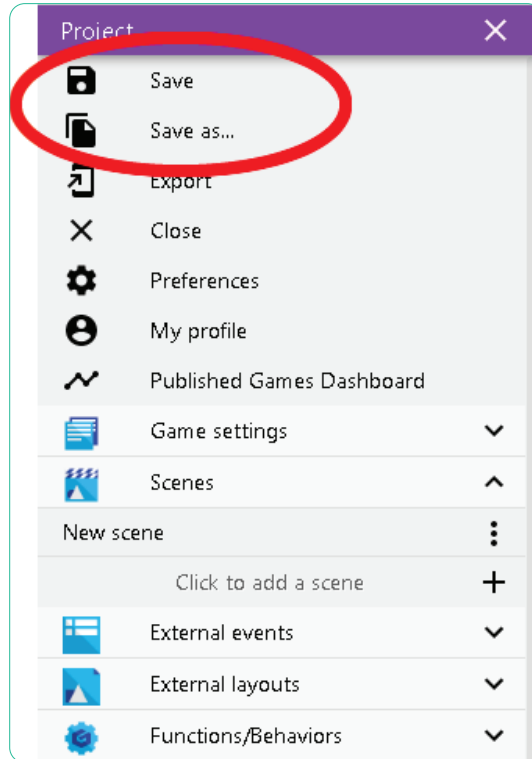 Project
Save
Save as...
Export
Close
Preferences
My profile
Published Games Dashboard
Game settings
Scenes
New scene
Click to add a scene
External events
External layouts
Functions/Behaviors